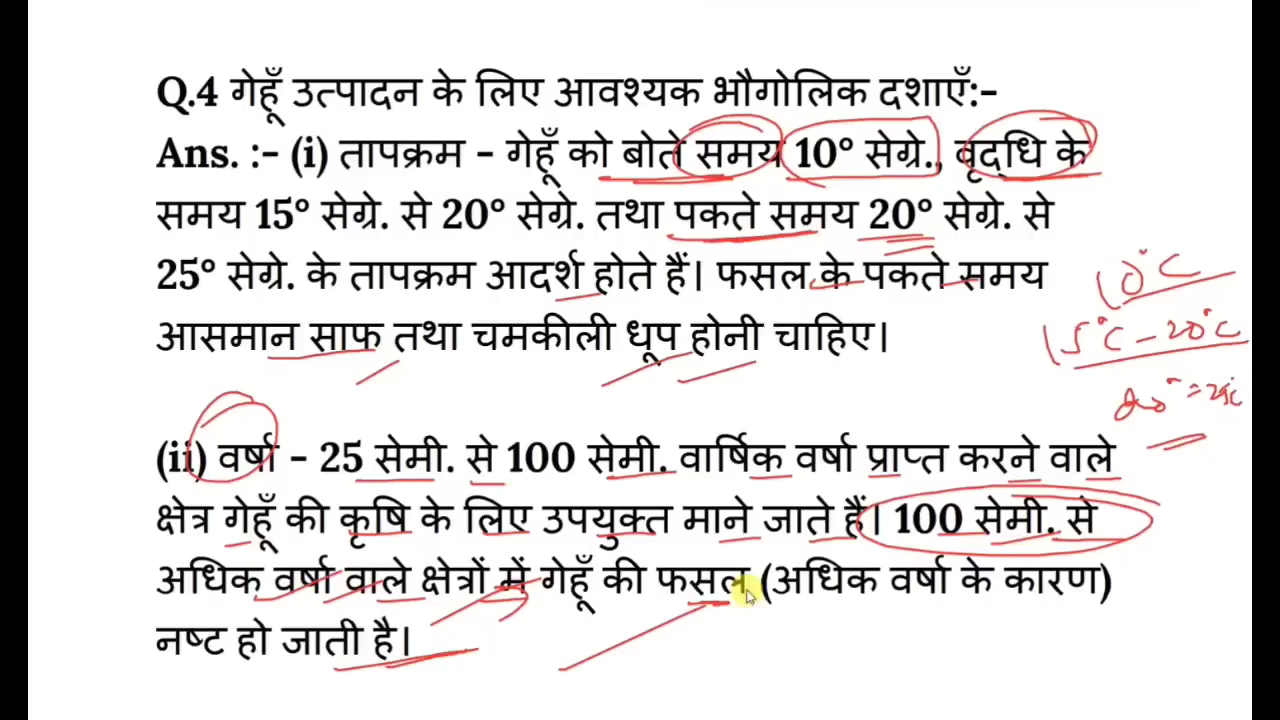 Q.4 गेहूँ उत्पादन के लिए आवश्यक भौगोलिक दशाएँ:-
Ans. :- (i) तापक्रम - गेहूँ को बोते समय 10° सेग्रे., वृद्धि के
समय 15° सेग्रे. से 20° सेग्रे. तथा पकते समय 20° सेग्रे. से
25° सेग्रे. के तापक्रम आदर्श होते हैं। फसल के पकते समय
आसमान साफ तथा चमकीली धूप होनी चाहिए।
10°C
15°C - 20°C
20° = 25°C
(ii) वर्षा - 25 सेमी. से 100 सेमी. वार्षिक वर्षा प्राप्त करने वाले
क्षेत्र गेहूँ की कृषि के लिए उपयुक्त माने जाते हैं। 100 सेमी. से
अधिक वर्षा वाले क्षेत्रों में गेहूँ की फसल (अधिक वर्षा के कारण)
नष्ट हो जाती है।